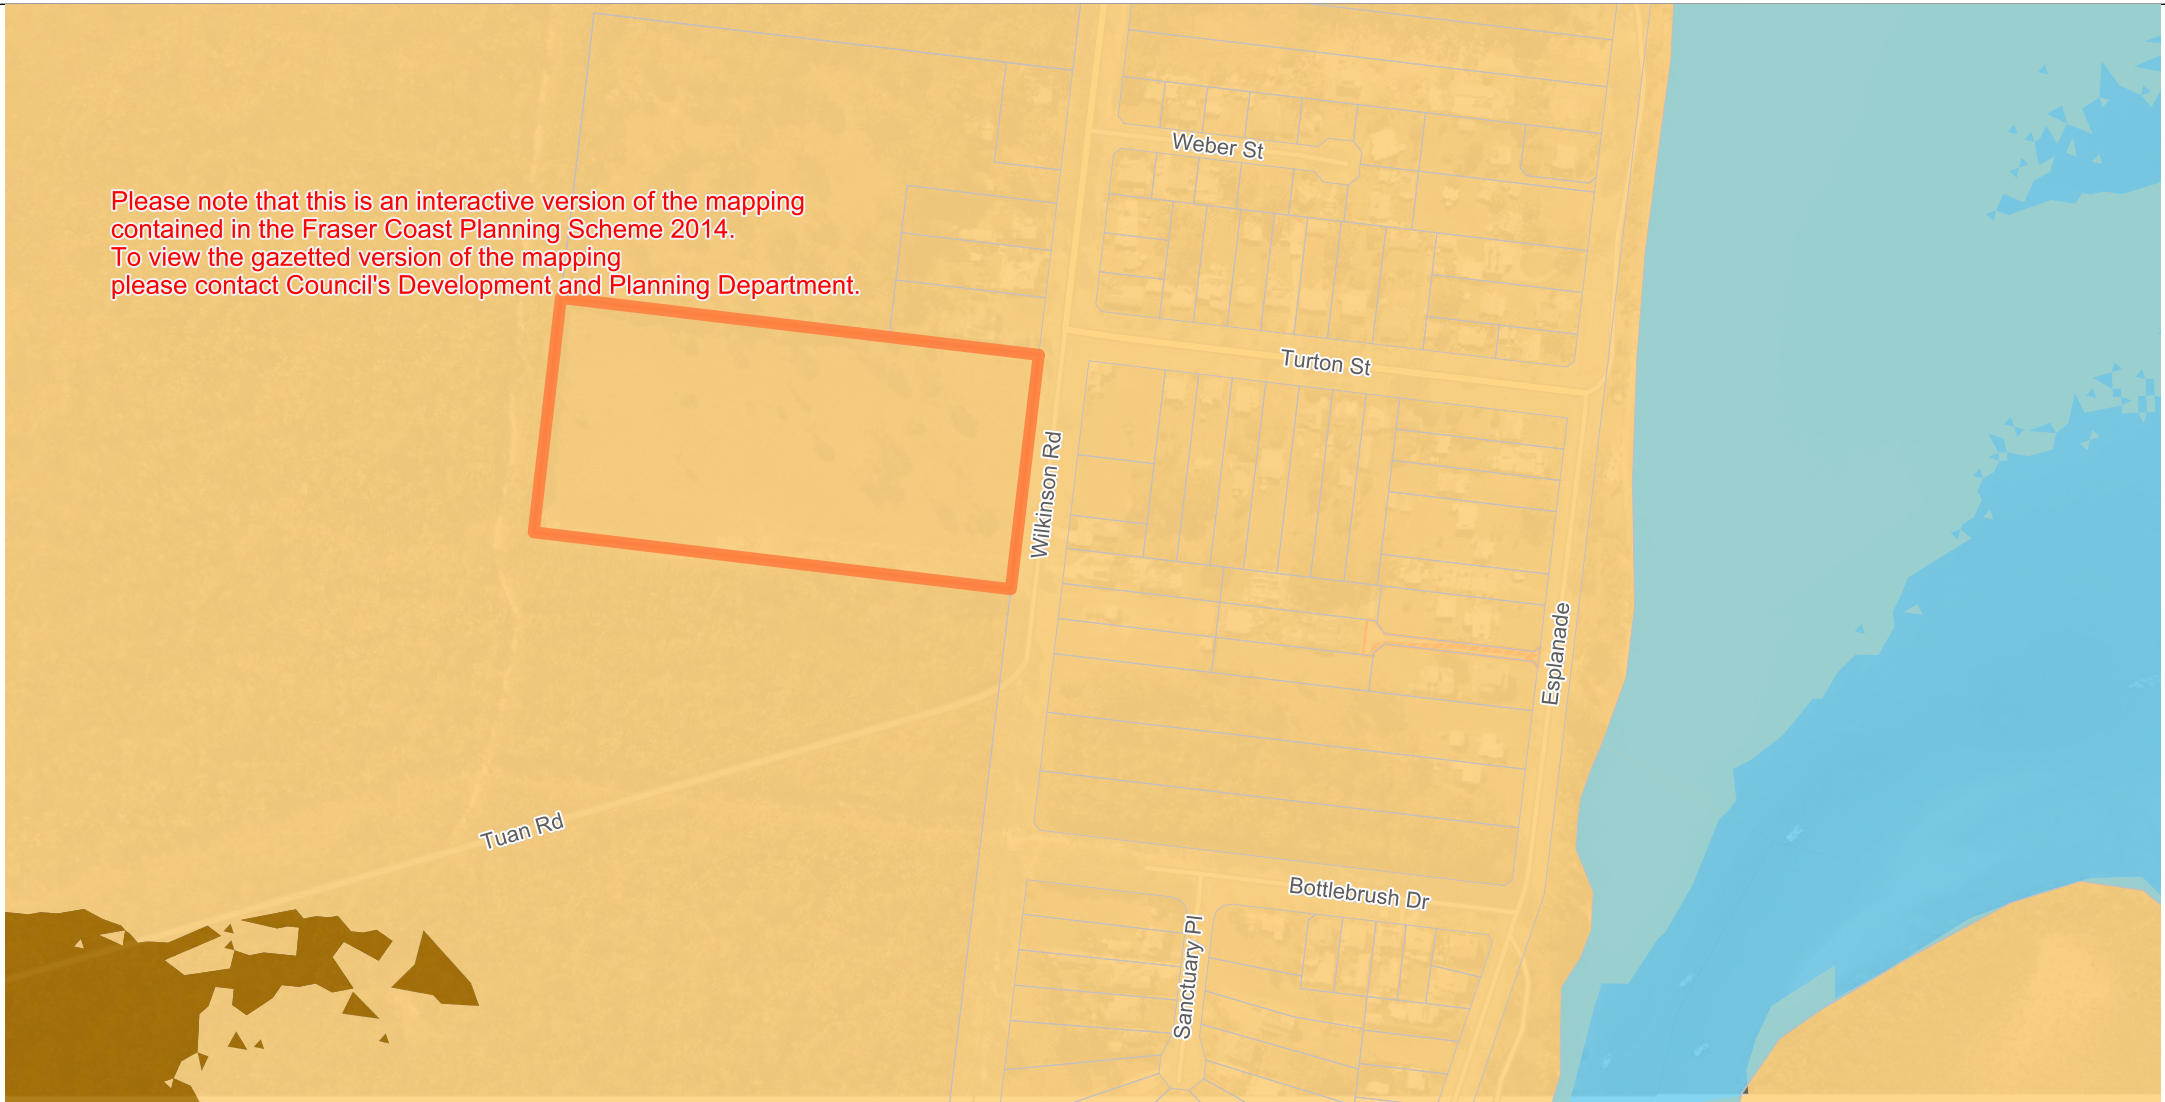 Weber St
Please note that this is an interactive version of the mapping
contained in the Fraser Coast Planning Scheme 2014.
To view the gazetted version of the mapping
please contact Council's Development and Planning Department.
Turton St
Wilkinson Rd
Esplanade
Tuan Rd
Bottlebrush Dr
Sanctuary Pl